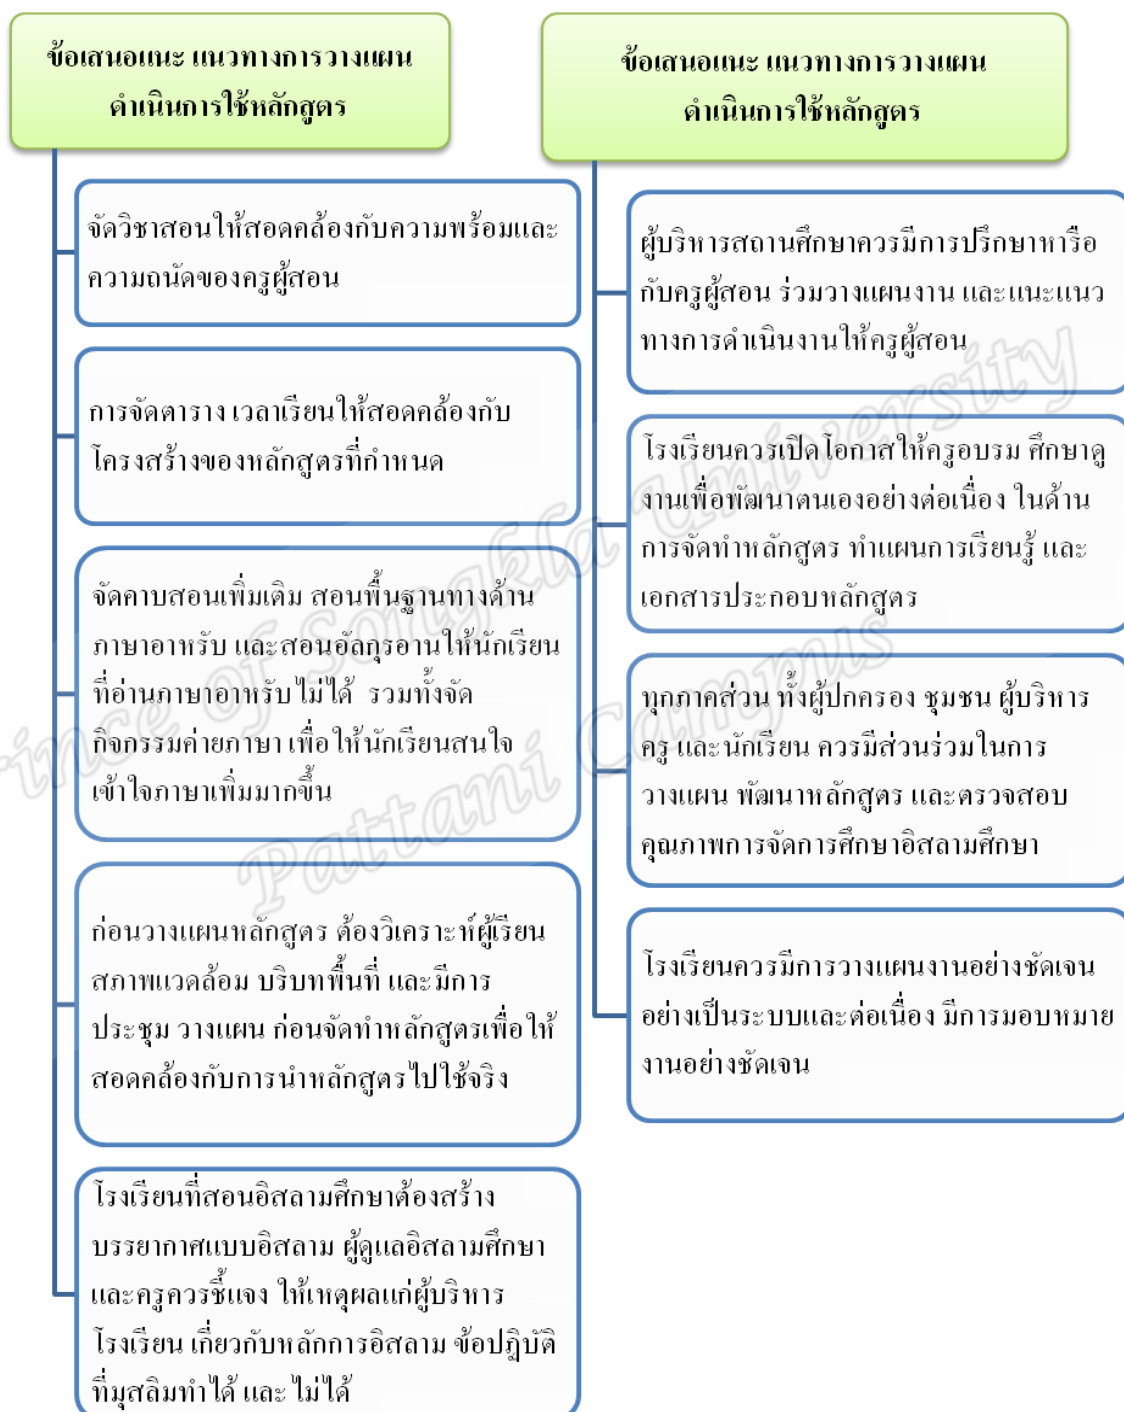 ข้อเสนอแนะ แนวทางการวางแผน
ดำเนินการใช้หลักสูตร
จัดวิชาสอนให้สอดคล้องกับความพร้อมและ
ความถนัดของครูผู้สอน
การจัดตาราง เวลาเรียนให้สอดคล้องกับ
โครงสร้างของหลักสูตรที่กำหนด
จัดคาบสอนเพิ่มเติม สอนพื้นฐานทางด้าน
ภาษาอาหรับ และสอนอัลกุรอานให้นักเรียน
ที่อ่านภาษาอาหรับไม่ได้ รวมทั้งจัด
กิจกรรมค่ายภาษา เพื่อให้นักเรียนสนใจ
เข้าใจภาษาเพิ่มมากขึ้น
ก่อนวางแผนหลักสูตร ต้องวิเคราะห์ผู้เรียน
สภาพแวดล้อม บริบทพื้นที่ และมีการ
ประชุม วางแผน ก่อนจัดทำหลักสูตรเพื่อให้
สอดคล้องกับการนำหลักสูตรไปใช้จริง
โรงเรียนที่สอนอิสลามศึกษาต้องสร้าง
บรรยากาศแบบอิสลาม ผู้ดูแลอิสลามศึกษา
และครูควรชี้แจง ให้เหตุผลแก่ผู้บริหาร
โรงเรียน เกี่ยวกับหลักการอิสลาม ข้อปฏิบัติ
ที่มุสลิมทำได้ และ ไม่ได้
ข้อเสนอแนะ แนวทางการวางแผน
ดำเนินการใช้หลักสูตร
ผู้บริหารสถานศึกษาควรมีการปรึกษาหารือ
กับครูผู้สอน ร่วมวางแผนงาน และแนะแนว
ทางการดำเนินงานให้ครูผู้สอน
โรงเรียนควรเปิดโอกาสให้ครูอบรม ศึกษาดู
งานเพื่อพัฒนาตนเองอย่างต่อเนื่อง ในด้าน
การจัดทำหลักสูตร ทำแผนการเรียนรู้ และ
เอกสารประกอบหลักสูตร
ทุกภาคส่วน ทั้งผู้ปกครอง ชุมชน ผู้บริหาร
ครู และนักเรียน ควรมีส่วนร่วมในการ
วางแผน พัฒนาหลักสูตร และตรวจสอบ
คุณภาพการจัดการศึกษาอิสลามศึกษา
โรงเรียนควรมีการวางแผนงานอย่างชัดเจน
อย่างเป็นระบบและต่อเนื่อง มีการมอบหมาย
งานอย่างชัดเจน
rince of Songkla University
Pattani Campus